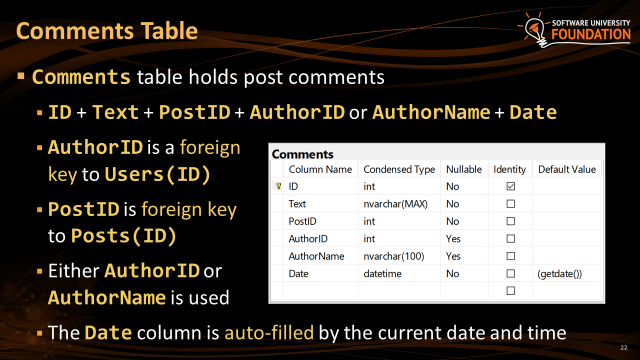 Comments Table
SOFTWARE UNIVERSITY
FOUNDATION
Comments table holds post comments
ID + Text + PostID + AuthorID or AuthorName + Date
AuthorID is a foreign
key to Users(ID)
PostID is foreign key
to Posts(ID)
Either AuthorID or
AuthorName is used
The Date column is auto-filled by the current date and time
Comments
Column Name Condensed Type Nullable Identity Default Value
ID int No
Text nvarchar(MAX) No
PostID int No
AuthorID int Yes
AuthorName nvarchar(100) Yes
Date datetime No (getdate())
22